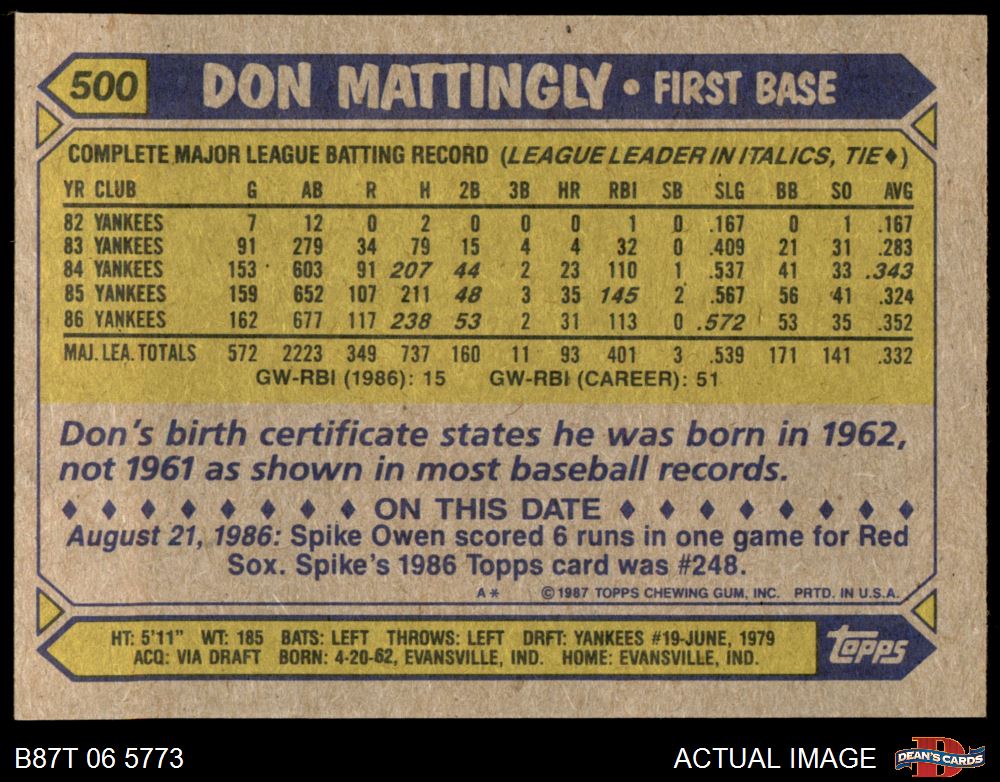 500 DON MATTINGLY • FIRST BASE
COMPLETE MAJOR LEAGUE BATTING RECORD (LEAGUE LEADER IN ITALICS, TIE♦)
YR CLUB G AB R H 2B 3B HR RBI SB SLG BB SO AVG
82 YANKEES 7 12 0 2 0 0 0 1 0 .167 0 1 .167
83 YANKEES 91 279 34 79 15 4 4 32 0 .409 21 31 .283
84 YANKEES 153 603 91 207 44 2 23 110 1 .537 41 33 .343
85 YANKEES 159 652 107 211 48 3 35 145 2 .567 56 41 .324
86 YANKEES 162 677 117 238 53 2 31 113 0 .572 53 35 .352
MAJ. LEA. TOTALS 572 2223 349 737 160 11 93 401 3 .539 171 141 .332
GW-RBI (1986): 15 GW-RBI (CAREER): 51
Don's birth certificate states he was born in 1962,
not 1961 as shown in most baseball records.
♦ ♦ ♦ ♦ ♦ ♦ ♦ ♦ ON THIS DATE ♦ ♦ ♦ ♦ ♦ ♦ ♦ ♦
August 21, 1986: Spike Owen scored 6 runs in one game for Red
Sox. Spike's 1986 Topps card was #248.
A* ©1987 TOPPS CHEWING GUM, INC. PRTD. IN U.S.A.
HT: 5'11" WT: 185 BATS: LEFT THROWS: LEFT DRFT: YANKEES #19-JUNE, 1979
ACQ: VIA DRAFT BORN: 4-20-62, EVANSVILLE, IND. HOME: EVANSVILLE, IND.
topps
B87T 06 5773 ACTUAL IMAGE DEAN'S CARDS